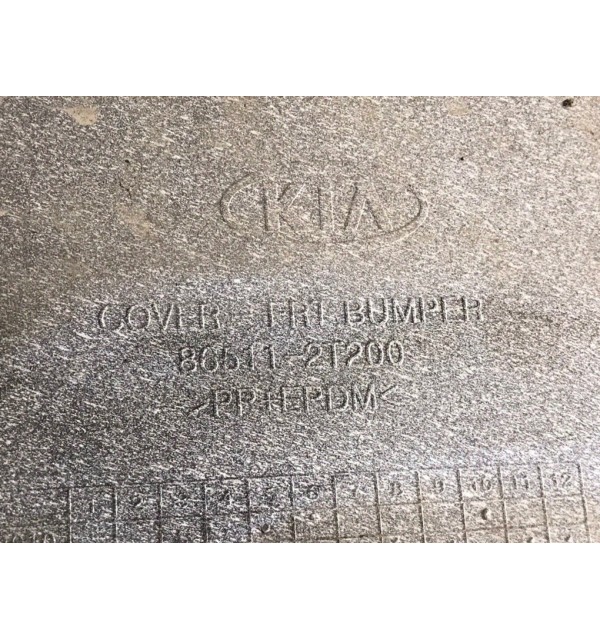 KIA
COVER - FRT BUMPER
86511-2T200
>PP+EPDM<
1 2 3 4 5 6 7 8 9 10 11 12